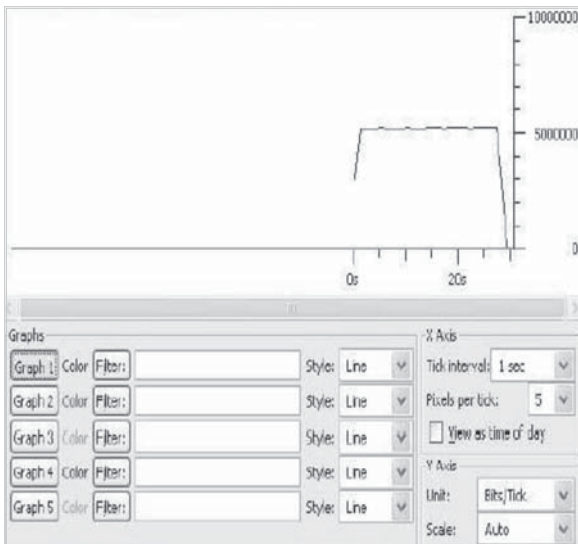 10000000
5000000
0
0s 20s
Graphs
Graph 1 Color Filter: Style: Line
Graph 2 Color Filter: Style: Line
Graph 3 Color Filter: Style: Line
Graph 4 Color Filter: Style: Line
Graph 5 Color Filter: Style: Line
X Axis
Tick interval: 1 sec
Pixels per tick: 5
View as time of day
Y Axis
Unit: Bits/Tick
Scale: Auto